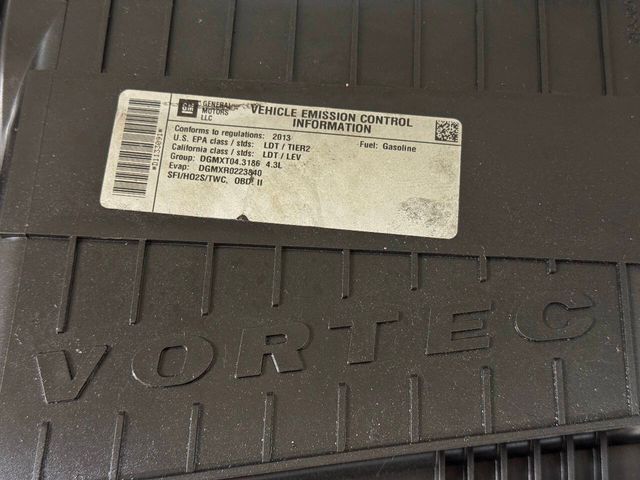 GM GENERAL MOTORS LLC
VEHICLE EMISSION CONTROL INFORMATION
Conforms to regulations: 2013 Fuel: Gasoline
U.S. EPA class / stds: LDT / TIER2
California class / stds: LDT / LEV
Group: DGMXT04.3186 4.3L
Evap: DGMXR0223840
SFI/HO2S/TWC, OBD II
VORTEC